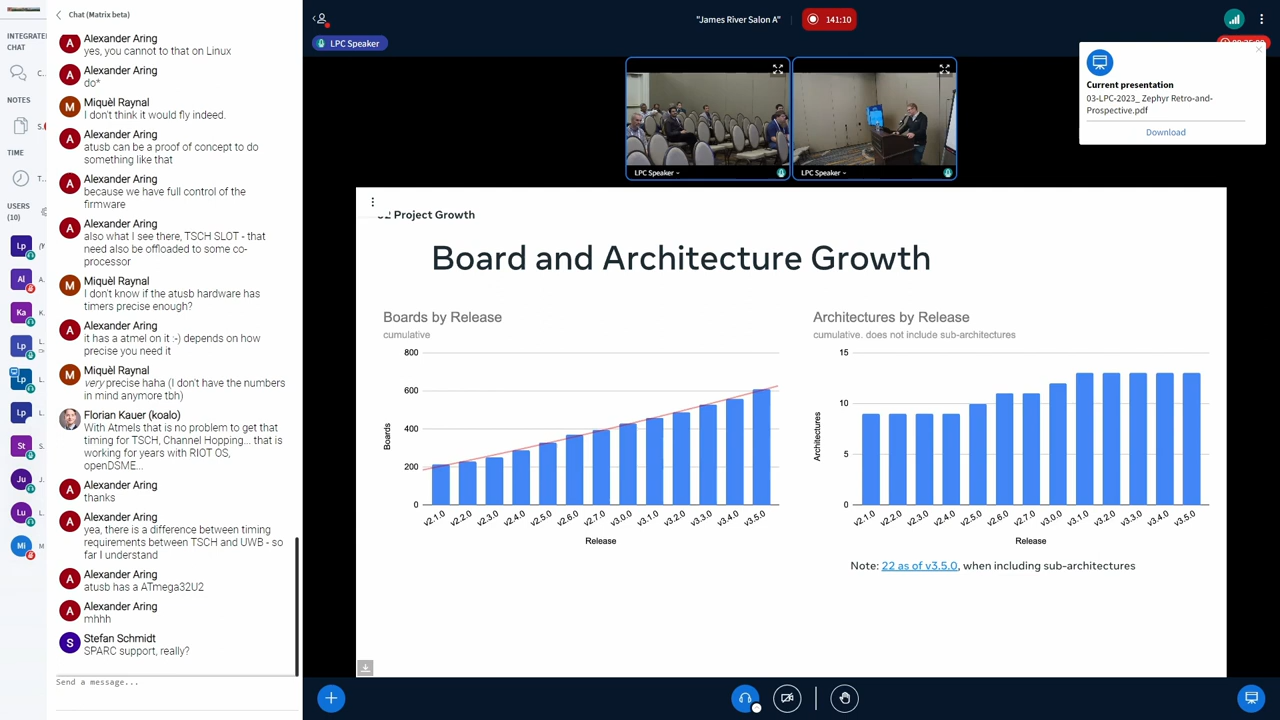 INTEGRATE
CHAT
C.
NOTES
S.
TIME
T..
USERS
(10)
Lp
(Y
Al
A.
Ka
K.
Lp
L.
Lp
L..
Lp
L.
St
S.
Ju
J.
Lu
L.
Mi
M
Chat (Matrix beta)
Alexander Aring
yes, you cannot to that on Linux
Alexander Aring
do*
Miquèl Raynal
I don't think it would fly indeed.
Alexander Aring
atusb can be a proof of concept to do
something like that
Alexander Aring
because we have full control of the
firmware
Alexander Aring
also what I see there, TSCH SLOT - that
need also be offloaded to some co-
processor
Miquèl Raynal
I don't know if the atusb hardware has
timers precise enough?
Alexander Aring
it has a atmel on it :-) depends on how
precise you need it
Miquèl Raynal
very precise haha (I don't have the numbers
in mind anymore tbh)
Florian Kauer (koalo)
With Atmels that is no problem to get that
timing for TSCH, Channel Hopping... that is
working for years with RIOT OS,
openDSME...
Alexander Aring
thanks
Alexander Aring
yea, there is a difference between timing
requirements between TSCH and UWB - so
far I understand
Alexander Aring
atusb has a ATmega32U2
Alexander Aring
mhhh
Stefan Schmidt
SPARC support, really?
Send a message...
"James River Salon A"
141:10
LPC Speaker
LPC Speaker
LPC Speaker
Current presentation
03-LPC-2023_ Zephyr Retro-and-
Prospective.pdf
Download
Project Growth
Board and Architecture Growth
Boards by Release
cumulative
800
600
400
200
0
Boards
v2.1.0 v2.2.0 v2.3.0 v2.4.0 v2.5.0 v2.6.0 v2.7.0 v3.0.0 v3.1.0 v3.2.0 v3.3.0 v3.4.0 v3.5.0
Release
Architectures by Release
cumulative. does not include sub-architectures
15
10
5
0
Architectures
v2.1.0 v2.2.0 v2.3.0 v2.4.0 v2.5.0 v2.6.0 v2.7.0 v3.0.0 v3.1.0 v3.2.0 v3.3.0 v3.4.0 v3.5.0
Release
Note: 22 as of v3.5.0, when including sub-architectures